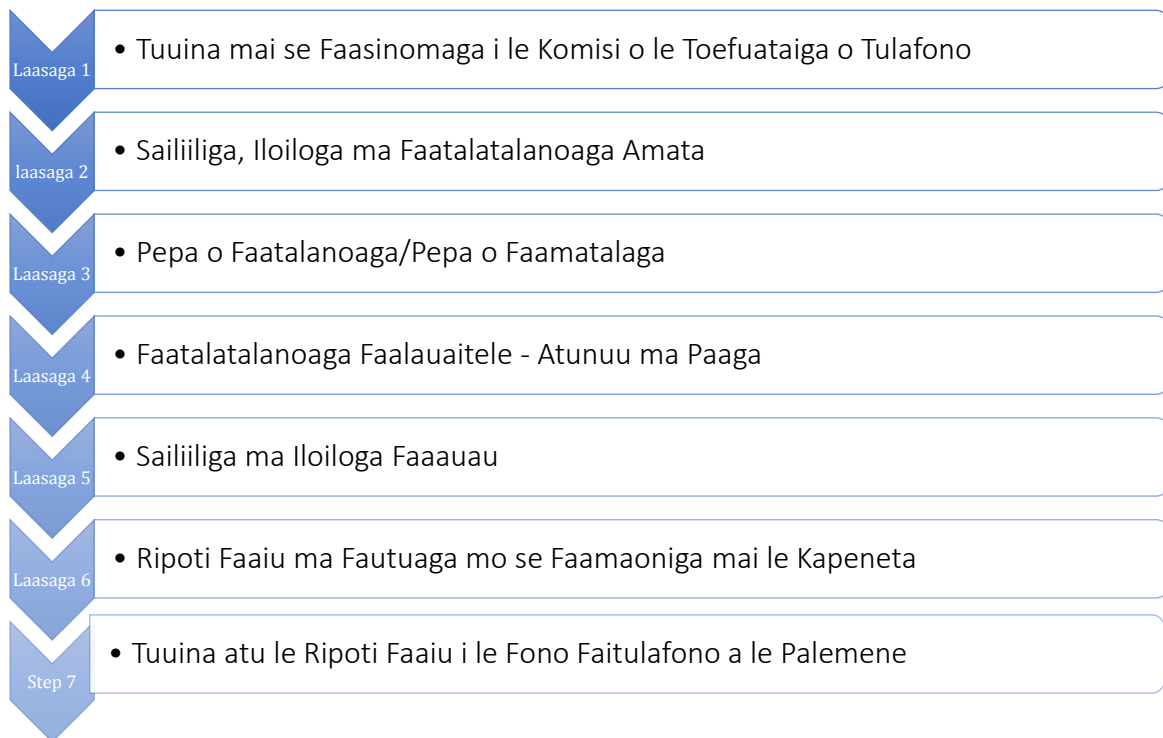 Laasaga 1
• Tuuina mai se Faasinomaga i le Komisi o le Toefuataiga o Tulafono
laasaga 2
• Sailiiliga, Iloiloga ma Faatalatalanoaga Amata
Laasaga 3
• Pepa o Faatalanoaga/Pepa o Faamatalaga
Laasaga 4
• Faatalatalanoaga Faalauaitele - Atunuu ma Paaga
Laasaga 5
• Sailiiliga ma Iloiloga Faaauau
Laasaga 6
• Ripoti Faaiu ma Fautuaga mo se Faamaoniga mai le Kapeneta
Step 7
• Tuuina atu le Ripoti Faaiu i le Fono Faitulafono a le Palemene